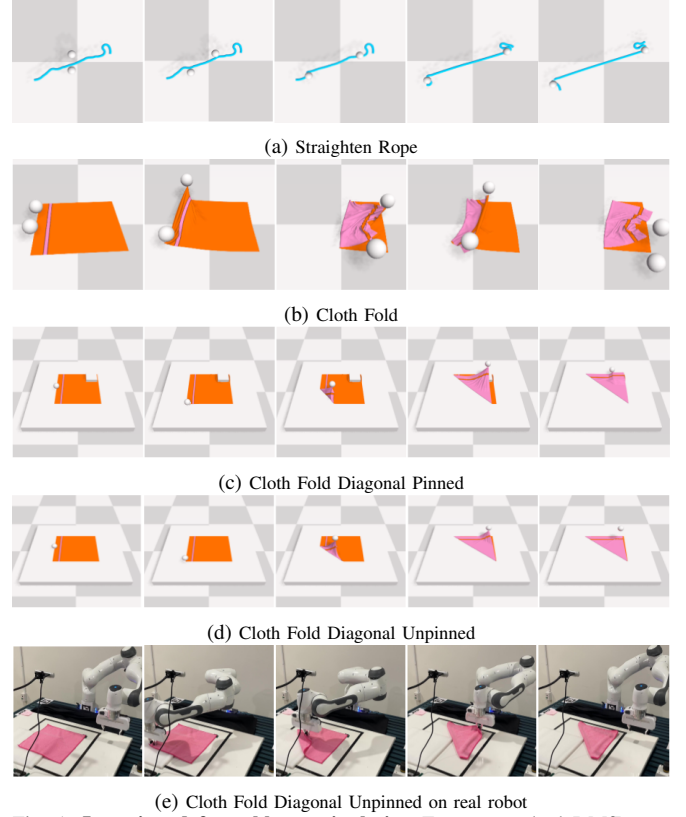 (a) Straighten Rope
(b) Cloth Fold
(c) Cloth Fold Diagonal Pinned
(d) Cloth Fold Diagonal Unpinned
(e) Cloth Fold Diagonal Unpinned on real robot